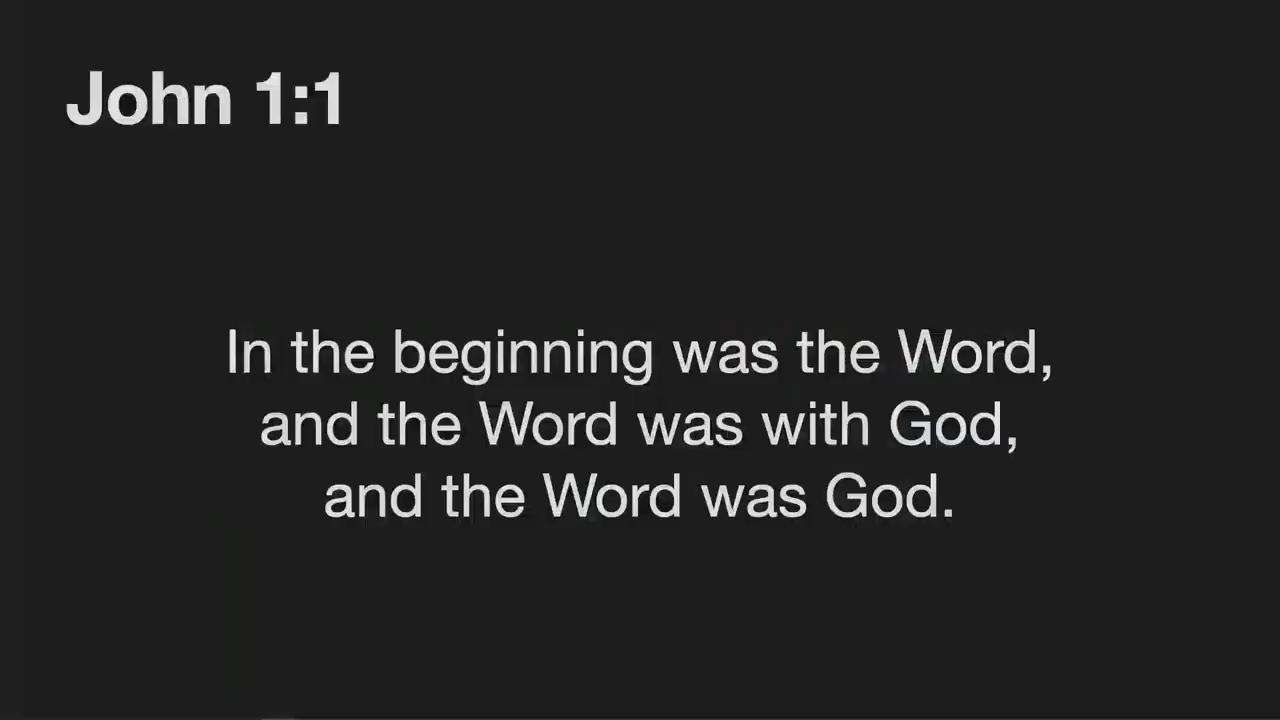 John 1:1
In the beginning was the Word,
and the Word was with God,
and the Word was God.